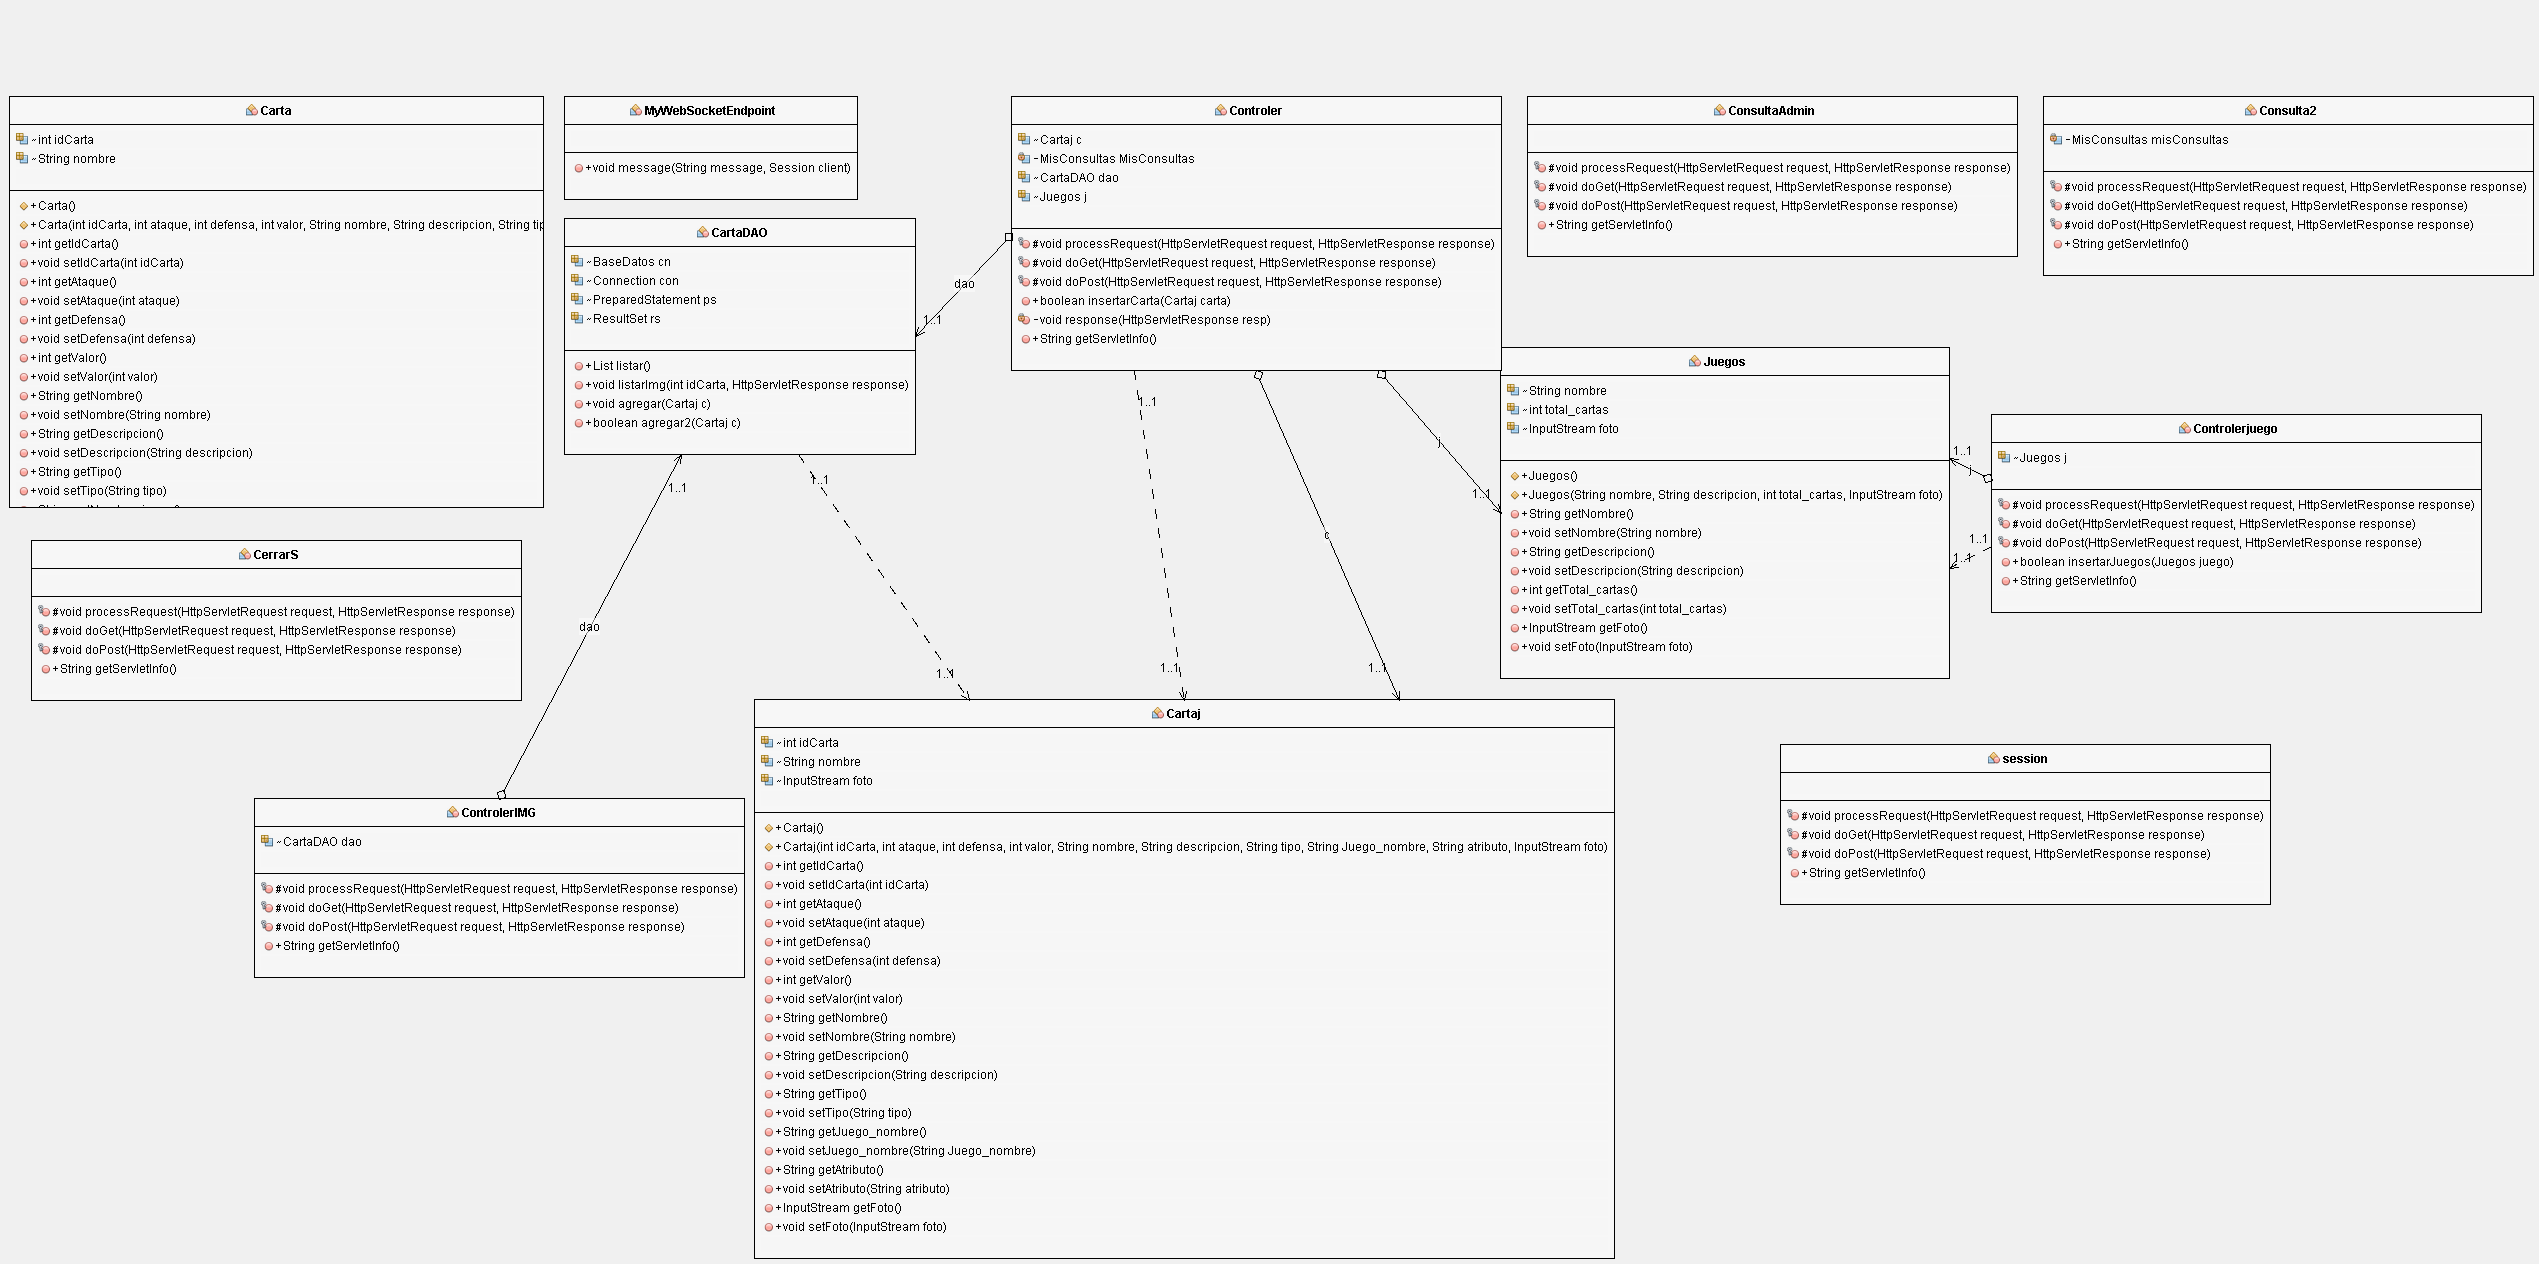 Carta
~int idCarta
~String nombre
+Carta()
+Carta(int idCarta, int ataque, int defensa, int valor, String nombre, String descripcion, String
+int getIdCarta()
+void setIdCarta(int idCarta)
+int getAtaque()
+void setAtaque(int ataque)
+int getDefensa()
+void setDefensa(int defensa)
+int getValor()
+void setValor(int valor)
+String getNombre()
+void setNombre(String nombre)
+String getDescripcion()
+void setDescripcion(String descripcion)
+String getTipo()
+void setTipo(String tipo)
MyWebSocketEndpoint
+void message(String message, Session client)
CartaDAO
~BaseDatos cn
~Connection con
~PreparedStatement ps
~ResultSet rs
+List listar()
+void listarImg(int idCarta, HttpServletResponse response)
+void agregar(Cartaj c)
+boolean agregar2(Cartaj c)
Controler
~Cartaj c
-MisConsultas MisConsultas
~CartaDAO dao
~Juegos j
#void processRequest(HttpServletRequest request, HttpServletResponse response)
#void doGet(HttpServletRequest request, HttpServletResponse response)
#void doPost(HttpServletRequest request, HttpServletResponse response)
+boolean insertarCarta(Cartaj carta)
-void response(HttpServletResponse resp)
+String getServletInfo()
ConsultaAdmin
#void processRequest(HttpServletRequest request, HttpServletResponse response)
#void doGet(HttpServletRequest request, HttpServletResponse response)
#void doPost(HttpServletRequest request, HttpServletResponse response)
+String getServletInfo()
Consulta2
-MisConsultas misConsultas
#void processRequest(HttpServletRequest request, HttpServletResponse response)
#void doGet(HttpServletRequest request, HttpServletResponse response)
#void doPost(HttpServletRequest request, HttpServletResponse response)
+String getServletInfo()
dao
1..1
1..1
j
1..1
c
1..1
1..1
1..1
1..1
1..1
dao
Juegos
~String nombre
~int total_cartas
~InputStream foto
+Juegos()
+Juegos(String nombre, String descripcion, int total_cartas, InputStream foto)
+String getNombre()
+void setNombre(String nombre)
+String getDescripcion()
+void setDescripcion(String descripcion)
+int getTotal_cartas()
+void setTotal_cartas(int total_cartas)
+InputStream getFoto()
+void setFoto(InputStream foto)
1..1
j
1..1
1..1
Controlerjuego
~Juegos j
#void processRequest(HttpServletRequest request, HttpServletResponse response)
#void doGet(HttpServletRequest request, HttpServletResponse response)
#void doPost(HttpServletRequest request, HttpServletResponse response)
+boolean insertarJuegos(Juegos juego)
+String getServletInfo()
CerrarS
#void processRequest(HttpServletRequest request, HttpServletResponse response)
#void doGet(HttpServletRequest request, HttpServletResponse response)
#void doPost(HttpServletRequest request, HttpServletResponse response)
+String getServletInfo()
ControlerIMG
~CartaDAO dao
#void processRequest(HttpServletRequest request, HttpServletResponse response)
#void doGet(HttpServletRequest request, HttpServletResponse response)
#void doPost(HttpServletRequest request, HttpServletResponse response)
+String getServletInfo()
Cartaj
~int idCarta
~String nombre
~InputStream foto
+Cartaj()
+Cartaj(int idCarta, int ataque, int defensa, int valor, String nombre, String descripcion, String tipo, String Juego_nombre, String atributo, InputStream foto)
+int getIdCarta()
+void setIdCarta(int idCarta)
+int getAtaque()
+void setAtaque(int ataque)
+int getDefensa()
+void setDefensa(int defensa)
+int getValor()
+void setValor(int valor)
+String getNombre()
+void setNombre(String nombre)
+String getDescripcion()
+void setDescripcion(String descripcion)
+String getTipo()
+void setTipo(String tipo)
+String getJuego_nombre()
+void setJuego_nombre(String Juego_nombre)
+String getAtributo()
+void setAtributo(String atributo)
+InputStream getFoto()
+void setFoto(InputStream foto)
session
#void processRequest(HttpServletRequest request, HttpServletResponse response)
#void doGet(HttpServletRequest request, HttpServletResponse response)
#void doPost(HttpServletRequest request, HttpServletResponse response)
+String getServletInfo()